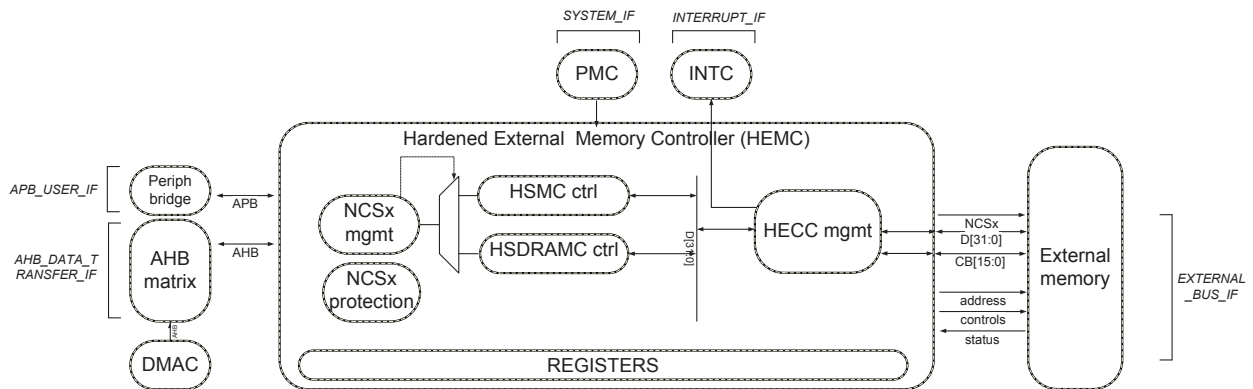 SYSTEM_IF
INTERRUPT_IF
PMC
INTC
Hardened External Memory Controller (HEMC)
APB_USER_IF
Periph
bridge
APB
AHB_DATA_T
RANSFER_IF
AHB
matrix
AHB
AHB
DMAC
NCSx
mgmt
NCSx
protection
HSMC ctrl
HSDRAMC ctrl
D[31:0]
HECC mgmt
REGISTERS
NCSx
D[31:0]
CB[15:0]
address
controls
status
External
memory
EXTERNAL
_BUS_IF